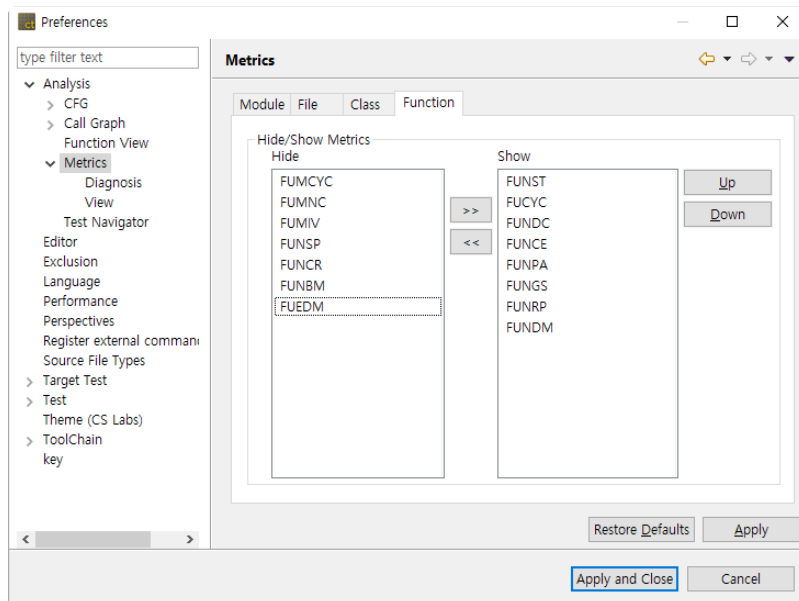 ct Preferences
type filter text
Analysis
CFG
Call Graph
Function View
Metrics
Diagnosis
View
Test Navigator
Editor
Exclusion
Language
Performance
Perspectives
Register external comman
Source File Types
Target Test
Test
Theme (CS Labs)
ToolChain
key
Metrics
Module File Class Function
Hide/Show Metrics
Hide
FUMCYC
FUMNC
FUMIV
FUNSP
FUNCR
FUNBM
FUEDM
>>
<<
Show
FUNST
FUCYC
FUNDC
FUNCE
FUNPA
FUNGS
FUNRP
FUNDM
Up
Down
Restore Defaults Apply
Apply and Close Cancel